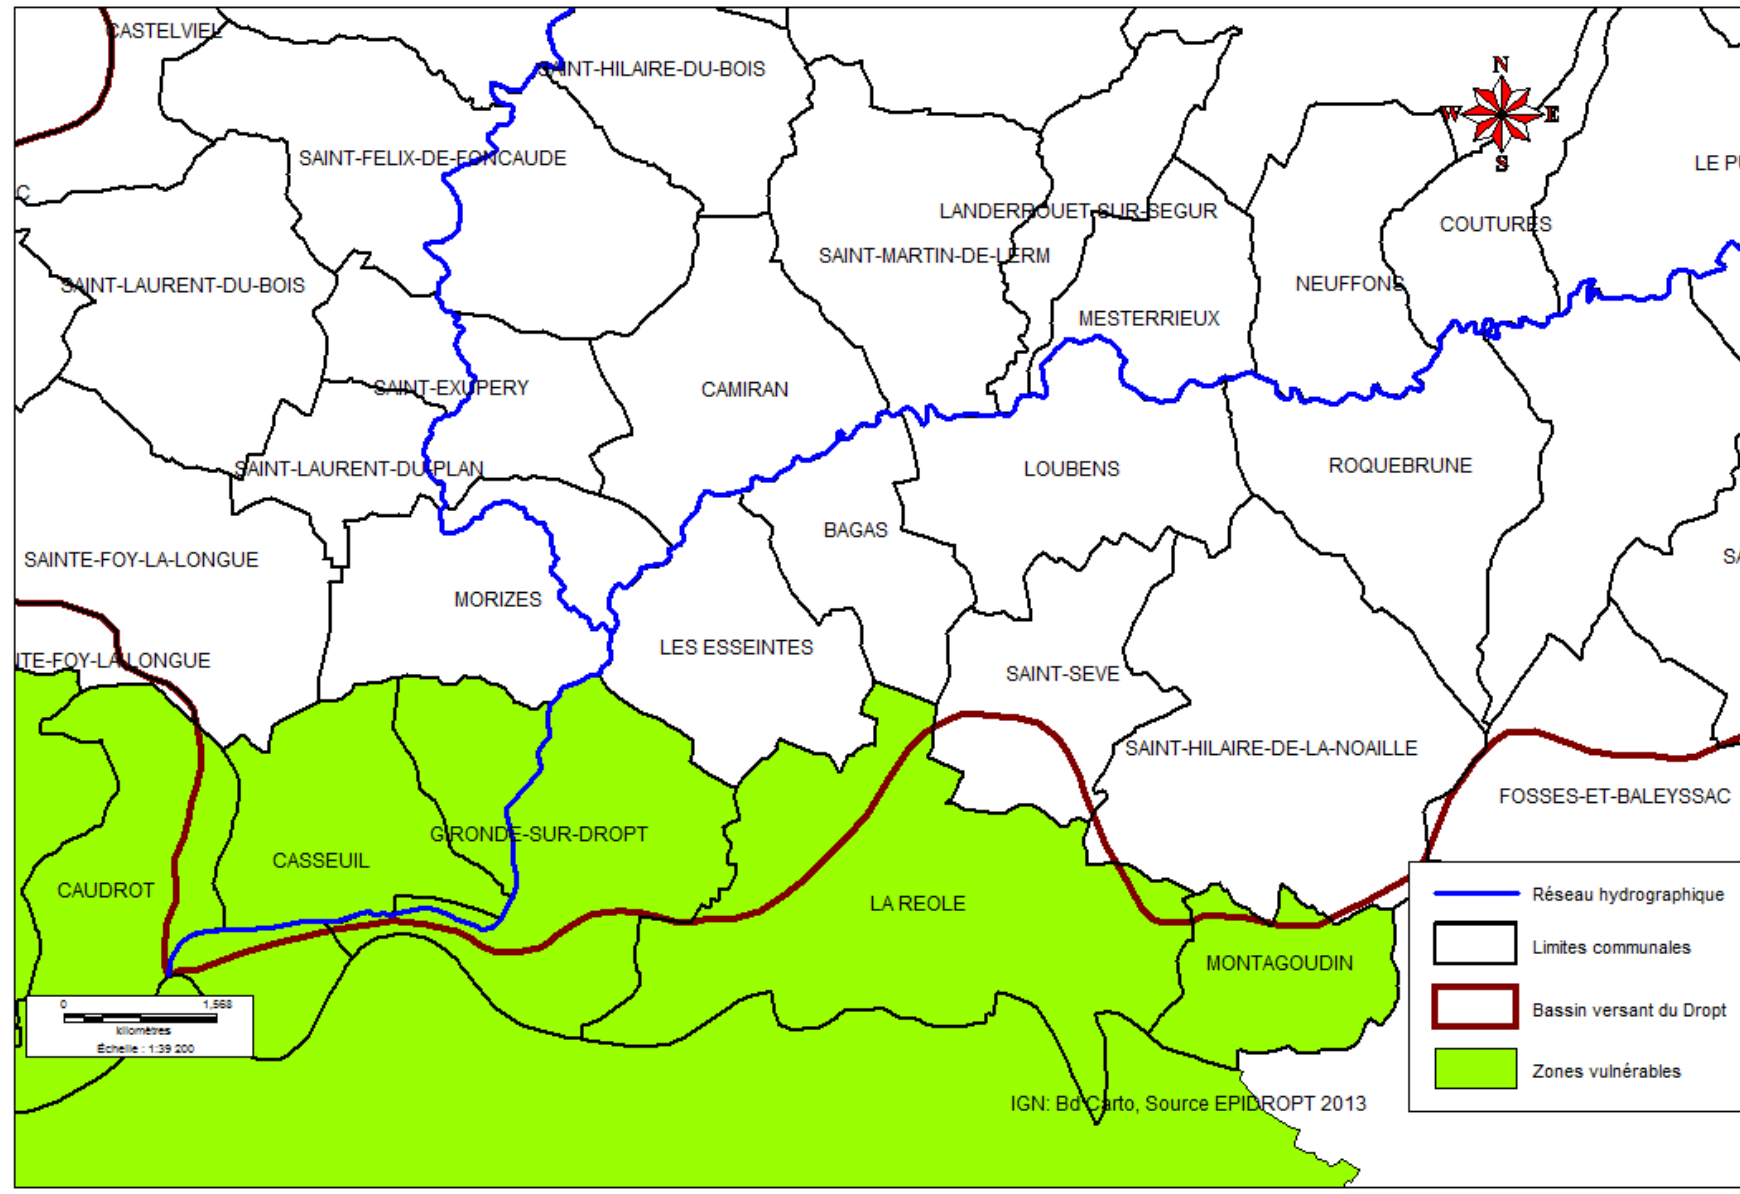 CASTELVIEL
SAINT-HILAIRE-DU-BOIS
N
W
E
S
SAINT-FELIX-DE-FONCAUDE
LE
C
LANDERROUET-SUR-SEGUR
COUTURES
SAINT-MARTIN-DE-LERM
SAINT-LAURENT-DU-BOIS
NEUFFONS
MESTERRIEUX
SAINT-EXUPERY
CAMIRAN
SAINT-LAURENT-DU-PLAN
LOUBENS
ROQUEBRUNE
BAGAS
SAINTE-FOY-LA-LONGUE
SA
MORIZES
LES ESSEINTES
ITE-FOY-LA LONGUE
SAINT-SEVE
SAINT-HILAIRE-DE-LA-NOAILLE
FOSSES-ET-BALEYSSAC
GIRONDE-SUR-DROPT
CASSEUIL
CAUDROT
LA REOLE
MONTAGOUDIN
Réseau hydrographique
Limites communales
Bassin versant du Dropt
Zones vulnérables
0 1,568
kilomètres
Échelle : 1:39 200
IGN: Bd Carto, Source EPIDROPT 2013